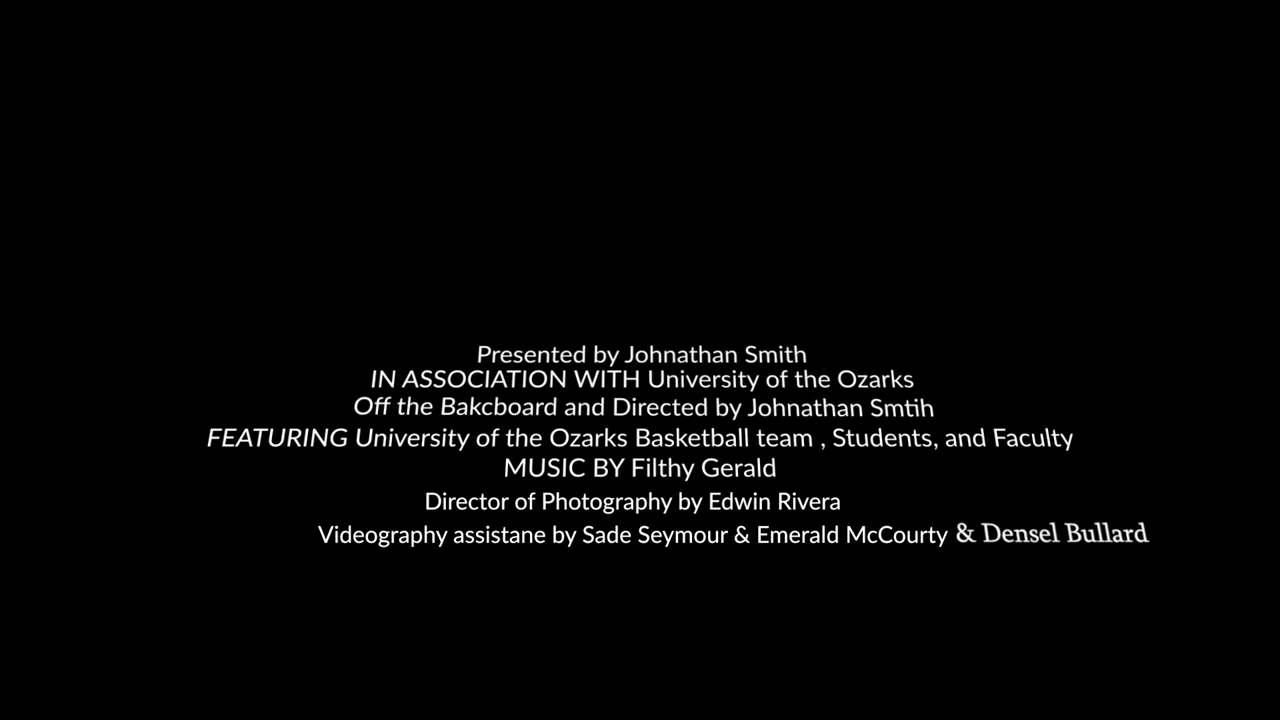 Presented by Johnathan Smith
IN ASSOCIATION WITH University of the Ozarks
Off the Bakcboard and Directed by Johnathan Smtih
FEATURING University of the Ozarks Basketball team , Students, and Faculty
MUSIC BY Filthy Gerald
Director of Photography by Edwin Rivera
Videography assistane by Sade Seymour & Emerald McCourty & Densel Bullard